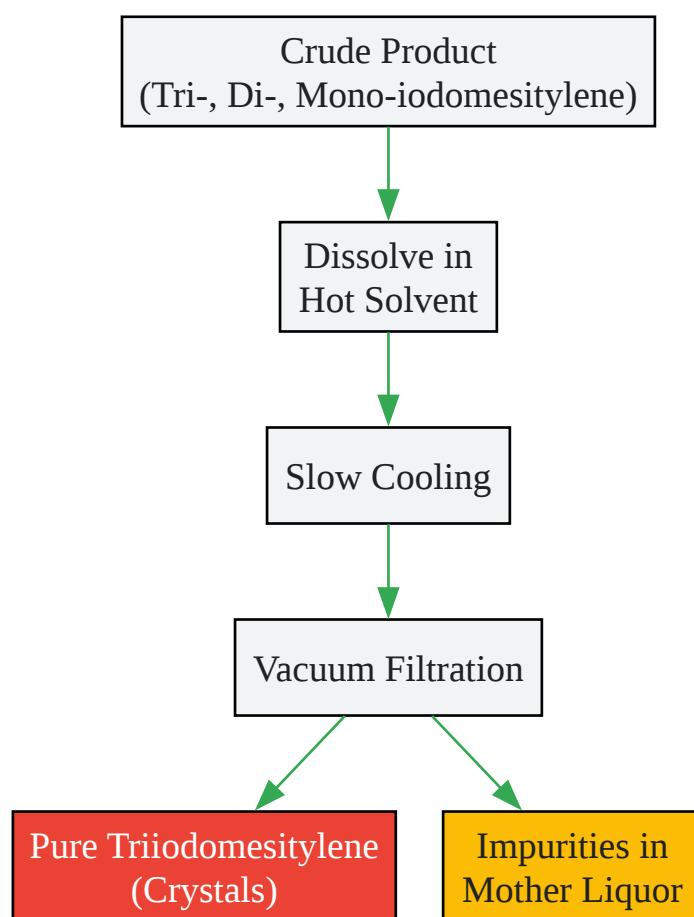 Crude Product
(Tri-, Di-, Mono-iodomesitylene)
Dissolve in
Hot Solvent
Slow Cooling
Vacuum Filtration
Pure Triiodomesitylene
(Crystals)
Impurities in
Mother Liquor